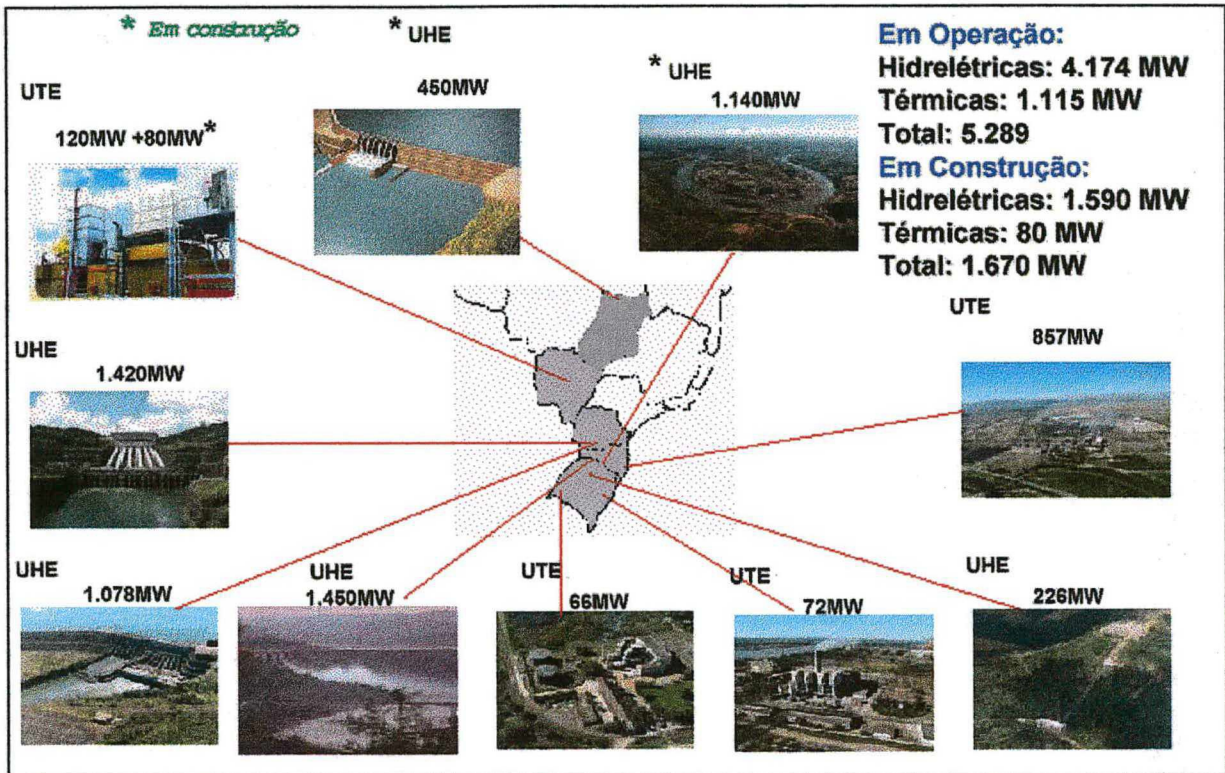 * Em construção
* UHE
450MW
* UHE
1.140MW
Em Operação:
Hidrelétricas: 4.174 MW
Térmicas: 1.115 MW
Total: 5.289
Em Construção:
Hidrelétricas: 1.590 MW
Térmicas: 80 MW
Total: 1.670 MW
UTE
120MW +80MW*
UTE
857MW
UHE
1.420MW
UHE
1.078MW
UHE
1.450MW
UTE
66MW
UTE
72MW
UHE
226MW